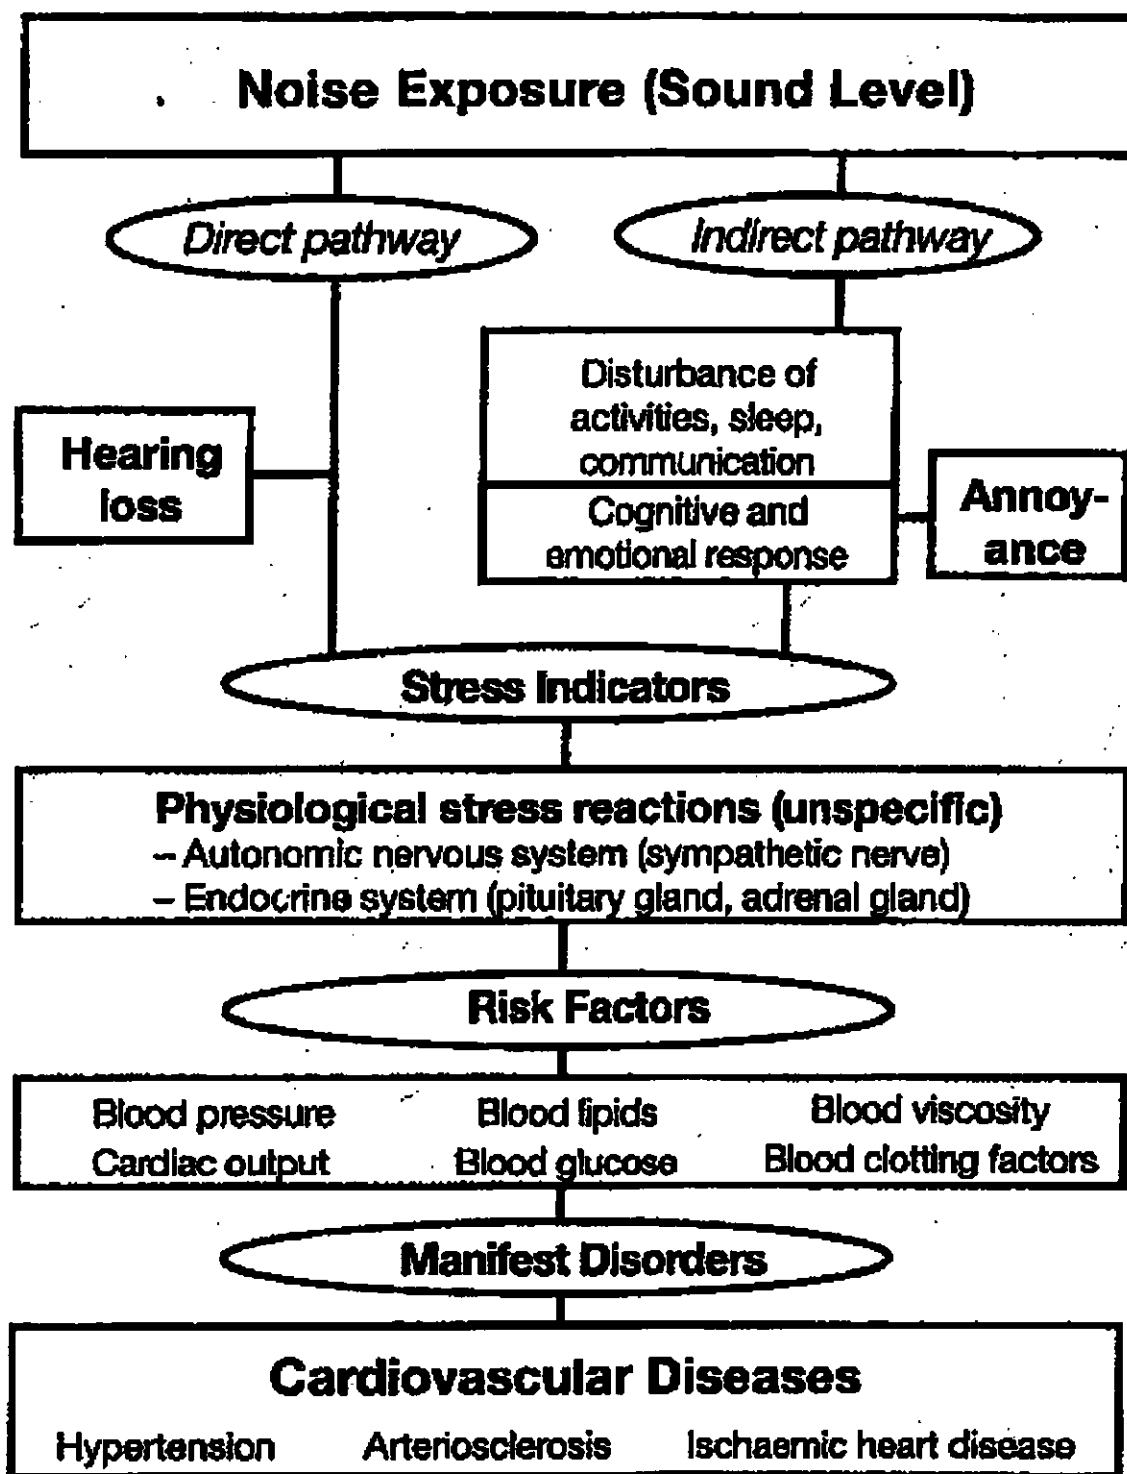 Noise Exposure (Sound Level)
Direct pathway
Indirect pathway
Disturbance of
activities, sleep,
communication
Hearing
loss
Cognitive and
emotional response
Annoy-
ance
Stress Indicators
Physiological stress reactions (unspecific)
– Autonomic nervous system (sympathetic nerve)
– Endocrine system (pituitary gland, adrenal gland)
Risk Factors
Blood pressure Blood lipids Blood viscosity
Cardiac output Blood glucose Blood clotting factors
Manifest Disorders
Cardiovascular Diseases
Hypertension Arteriosclerosis Ischaemic heart disease